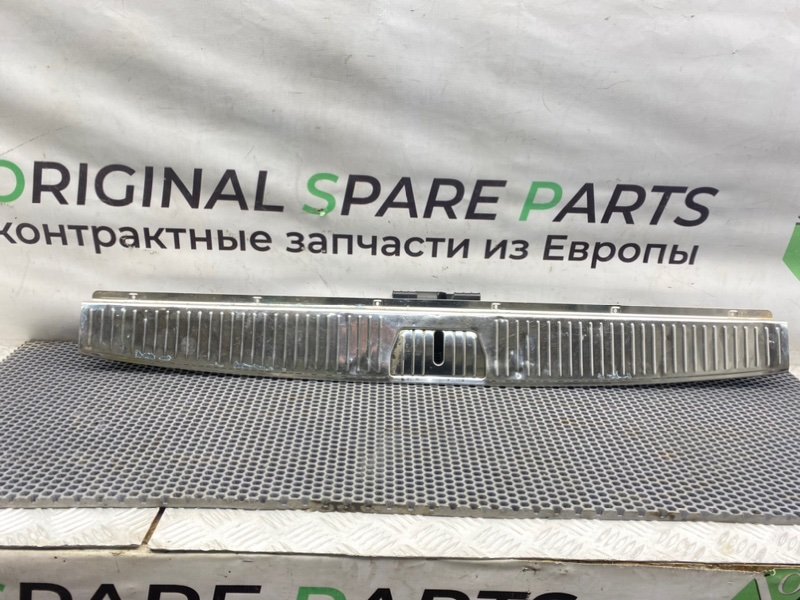 ORIGINAL SPARE PARTS
контрактные запчасти из Европы
SPARE PARTS